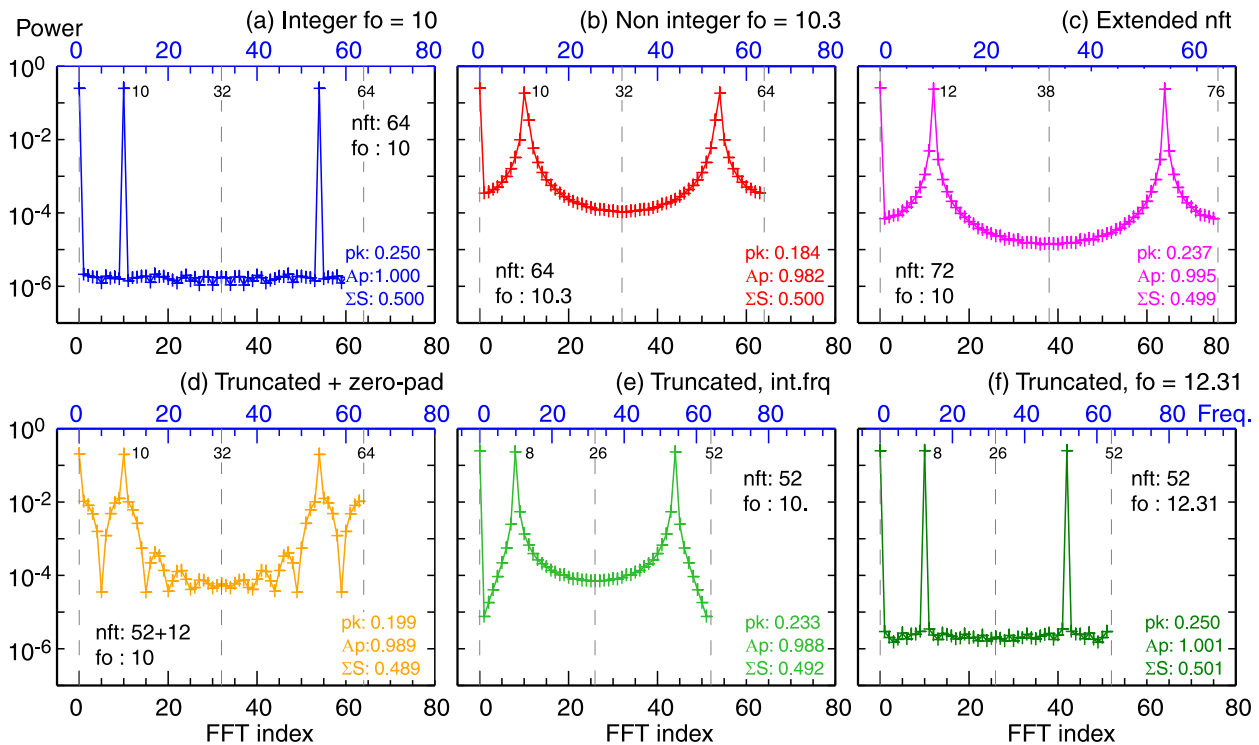 Power
(a) Integer fo = 10
(b) Non integer fo = 10.3
(c) Extended nft
0 20 40 60 80
0 20 40 60 80
0 20 40 60
10⁰
10⁻²
10⁻⁴
10⁻⁶
10 32 64
nft: 64
fo : 10
pk: 0.250
Ap:1.000
ΣS: 0.500
10 32 64
nft: 64
fo : 10.3
pk: 0.184
Ap: 0.982
ΣS: 0.500
12 38 76
nft: 72
fo : 10
pk: 0.237
Ap: 0.995
ΣS: 0.499
0 20 40 60 80
0 20 40 60 80
0 20 40 60 80
(d) Truncated + zero-pad
(e) Truncated, int.frq
(f) Truncated, fo = 12.31
0 20 40 60 80
0 20 40 60 80
0 20 40 60 80 Freq.
10⁰
10⁻²
10⁻⁴
10⁻⁶
10 32 64
nft: 52+12
fo : 10
pk: 0.199
Ap:0.989
ΣS: 0.489
8 26 52
nft: 52
fo : 10.
pk: 0.233
Ap: 0.988
ΣS: 0.492
8 26 52
nft: 52
fo : 12.31
pk: 0.250
Ap: 1.001
ΣS: 0.501
0 20 40 60 80
0 20 40 60 80
0 20 40 60 80
FFT index
FFT index
FFT index